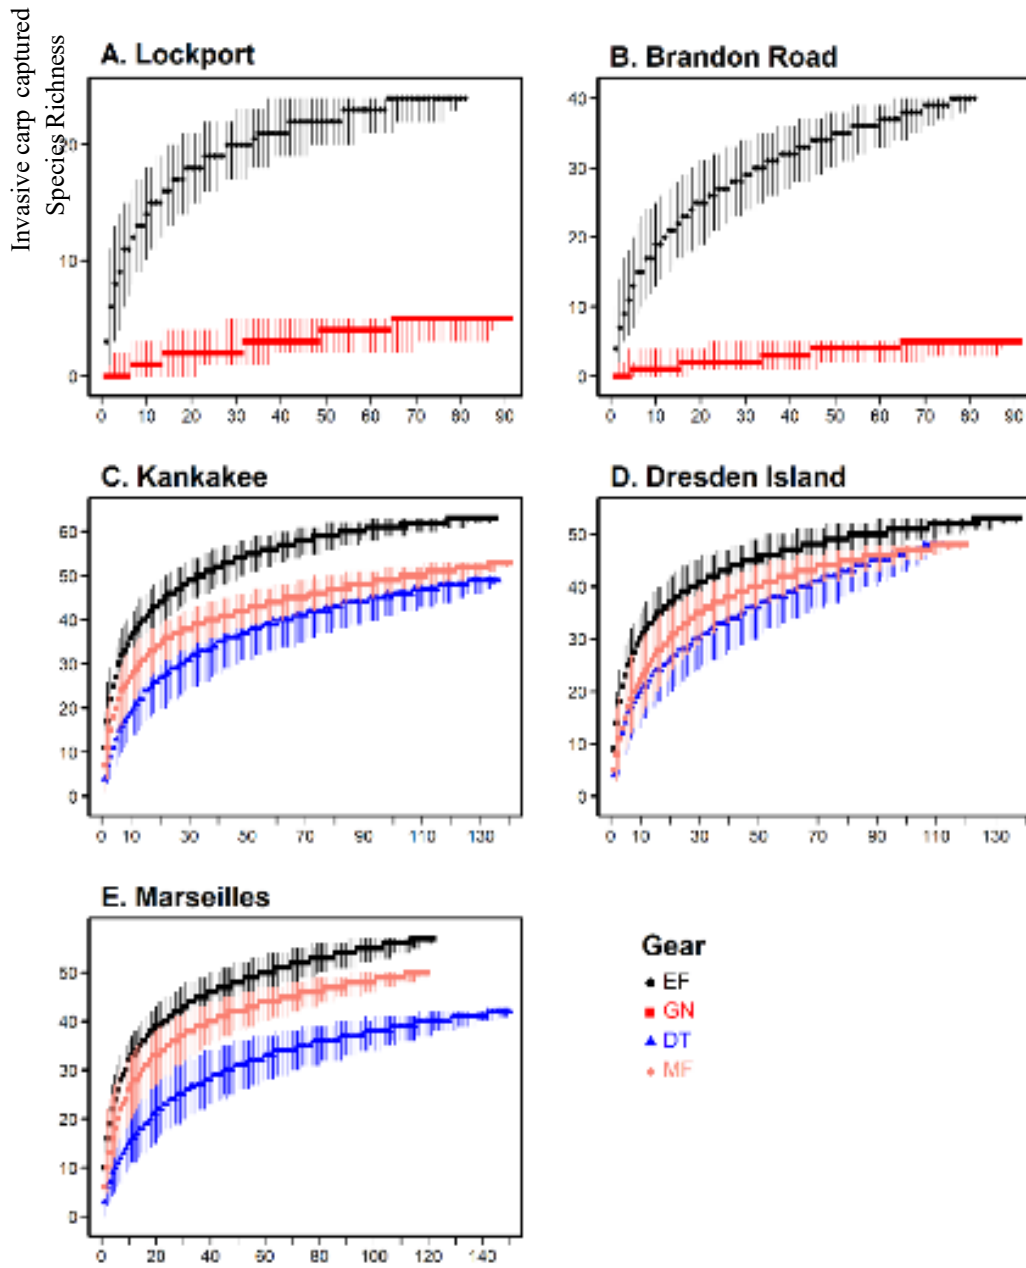 Invasive carp captured
Species Richness
A. Lockport
20
10
0
0 10 20 30 40 50 60 70 80 90
B. Brandon Road
40
30
20
10
0
0 10 20 30 40 50 60 70 80 90
C. Kankakee
60
50
40
30
20
10
0
0 10 30 50 70 90 110 130
D. Dresden Island
50
40
30
20
10
0
0 10 30 50 70 90 110 130
E. Marseilles
50
40
30
20
10
0
0 20 40 60 80 100 120 140
Gear
EF
GN
DT
MF